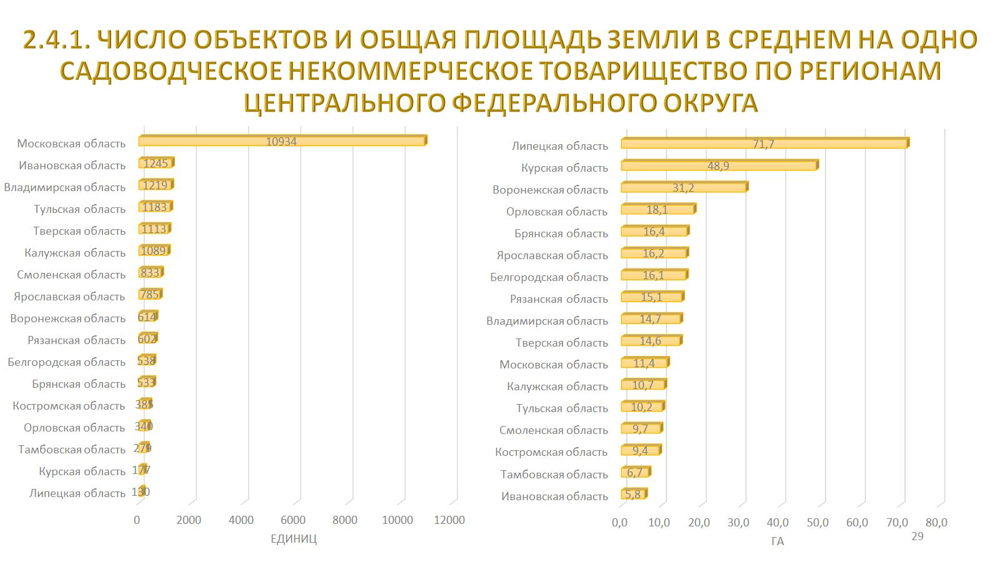 2.4.1. ЧИСЛО ОБЪЕКТОВ И ОБЩАЯ ПЛОЩАДЬ ЗЕМЛИ В СРЕДНЕМ НА ОДНО
САДОВОДЧЕСКОЕ НЕКОММЕРЧЕСКОЕ ТОВАРИЩЕСТВО ПО РЕГИОНАМ
ЦЕНТРАЛЬНОГО ФЕДЕРАЛЬНОГО ОКРУГА
Московская область 10934
Ивановская область 1245
Владимирская область 1219
Тульская область 1183
Тверская область 1113
Калужская область 1089
Смоленская область 833
Ярославская область 785
Воронежская область 614
Рязанская область 602
Белгородская область 538
Брянская область 533
Костромская область 385
Орловская область 340
Тамбовская область 279
Курская область 177
Липецкая область 130
0 2000 4000 6000 8000 10000 12000
ЕДИНИЦ
Липецкая область 71,7
Курская область 48,9
Воронежская область 31,2
Орловская область 18,1
Брянская область 16,4
Ярославская область 16,2
Белгородская область 16,1
Рязанская область 15,1
Владимирская область 14,7
Тверская область 14,6
Московская область 11,4
Калужская область 10,7
Тульская область 10,2
Смоленская область 9,7
Костромская область 9,4
Тамбовская область 6,7
Ивановская область 5,8
0,0 10,0 20,0 30,0 40,0 50,0 60,0 70,0 80,0
ГА
29